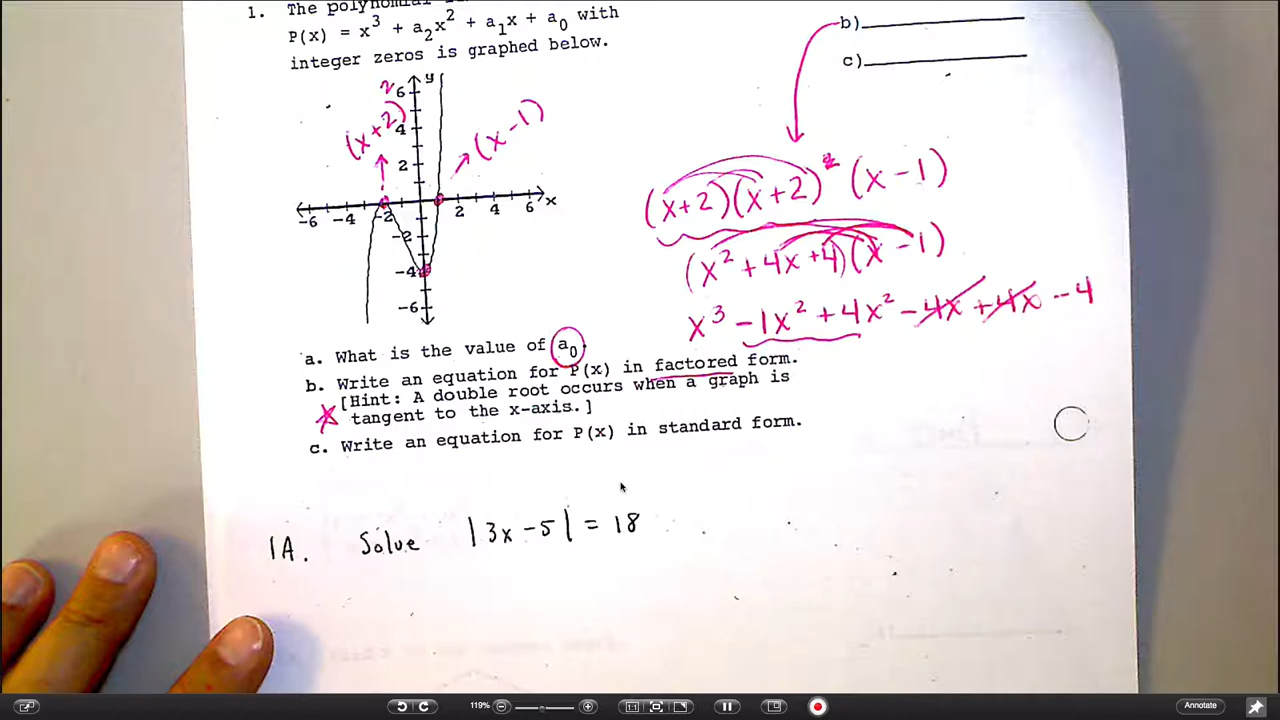 1. The polynomial
P(x) = x³ + a₂x² + a₁x + a₀ with
integer zeros is graphed below.
b)
c)
y
x
6
4
2
-2
-4
-6
-6 -4 -2 2 4 6
(x+2)²
(x-1)
(x+2)(x+2) (x-1)
(x² + 4x + 4)(x - 1)
x³ - 1x² + 4x² - 4x + 4x - 4
a. What is the value of a₀
b. Write an equation for P(x) in factored form.
[Hint: A double root occurs when a graph is
tangent to the x-axis.]
c. Write an equation for P(x) in standard form.
1A. Solve |3x - 5| = 18
119%
1:1
Annotate